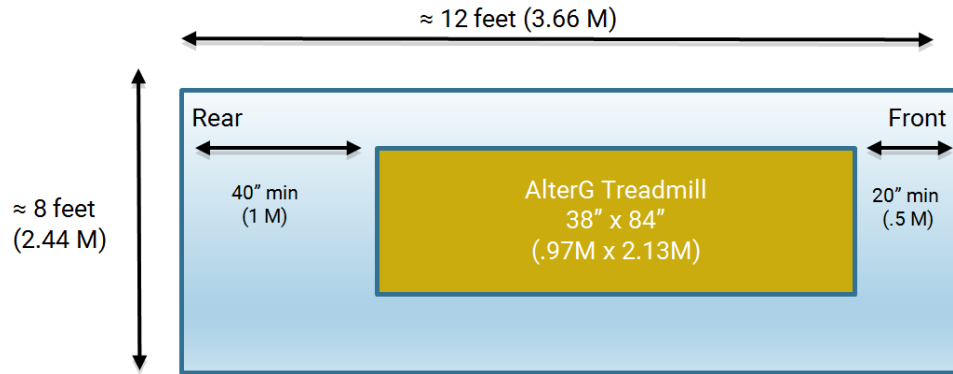 ≈ 12 feet (3.66 M)
Rear
Front
40” min
(1 M)
AlterG Treadmill
38” x 84”
(.97M x 2.13M)
20” min
(.5 M)
≈ 8 feet
(2.44 M)